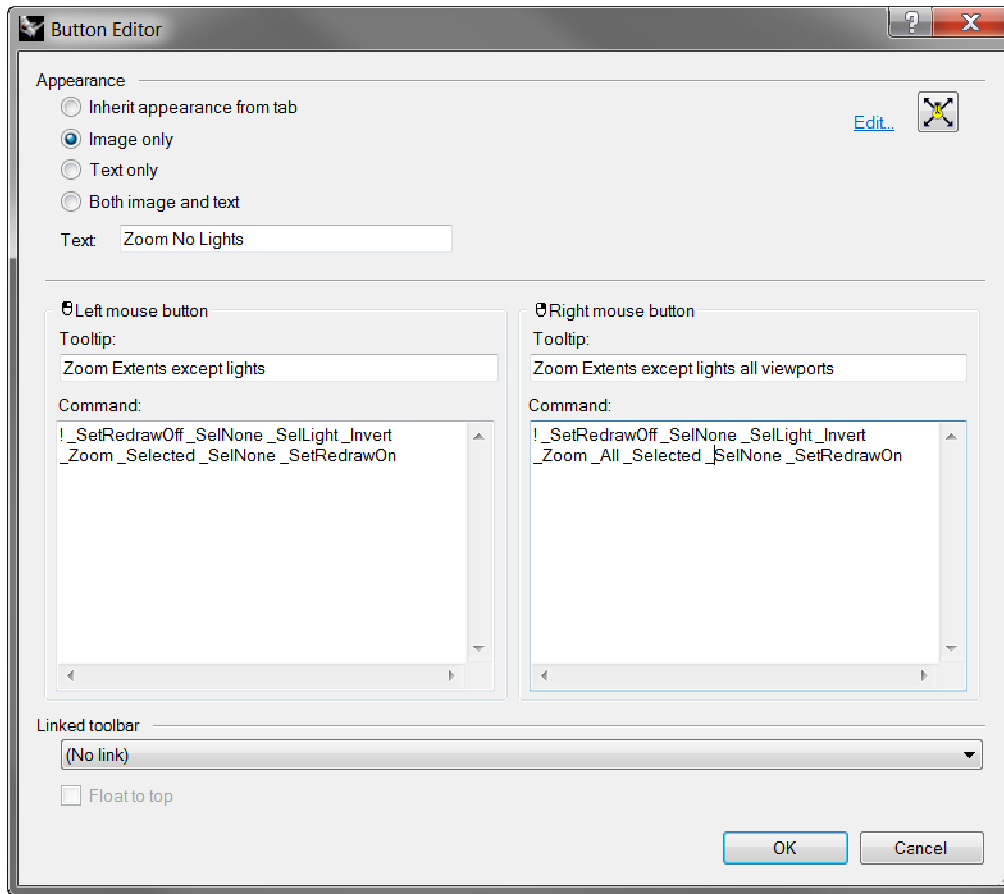 Button Editor
?
Appearance
Inherit appearance from tab
Image only
Edit...
Text only
Both image and text
Text Zoom No Lights
Left mouse button
Tooltip:
Zoom Extents except lights
Command:
! _SetRedrawOff _SelNone _SelLight _Invert
_Zoom _Selected _SelNone _SetRedrawOn
Right mouse button
Tooltip:
Zoom Extents except lights all viewports
Command:
! _SetRedrawOff _SelNone _SelLight _Invert
_Zoom _All _Selected _SelNone _SetRedrawOn
Linked toolbar
(No link)
Float to top
OK
Cancel